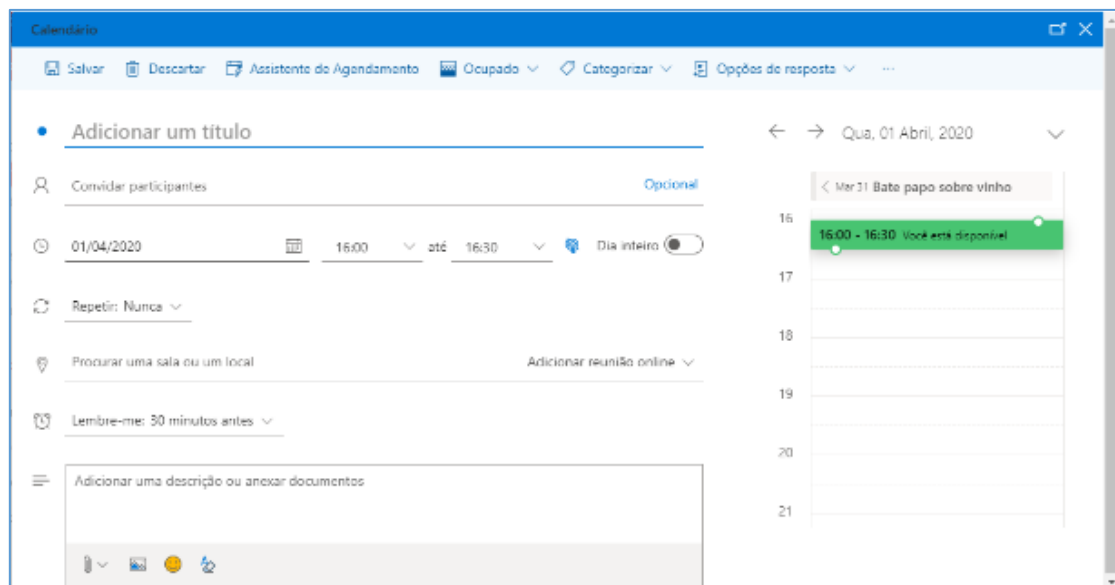 Calendário
Salvar Descartar Assistente de Agendamento Ocupado Categorizar Opções de resposta ...
Adicionar um título
Convidar participantes Opcional
01/04/2020 16:00 até 16:30 Dia inteiro
Repetir: Nunca
Procurar uma sala ou um local Adicionar reunião online
Lembre-me: 30 minutos antes
Adicionar uma descrição ou anexar documentos
Qua, 01 Abril, 2020
Mar 31 Bate papo sobre vinho
16
16:00 - 16:30 Você está disponível
17
18
19
20
21